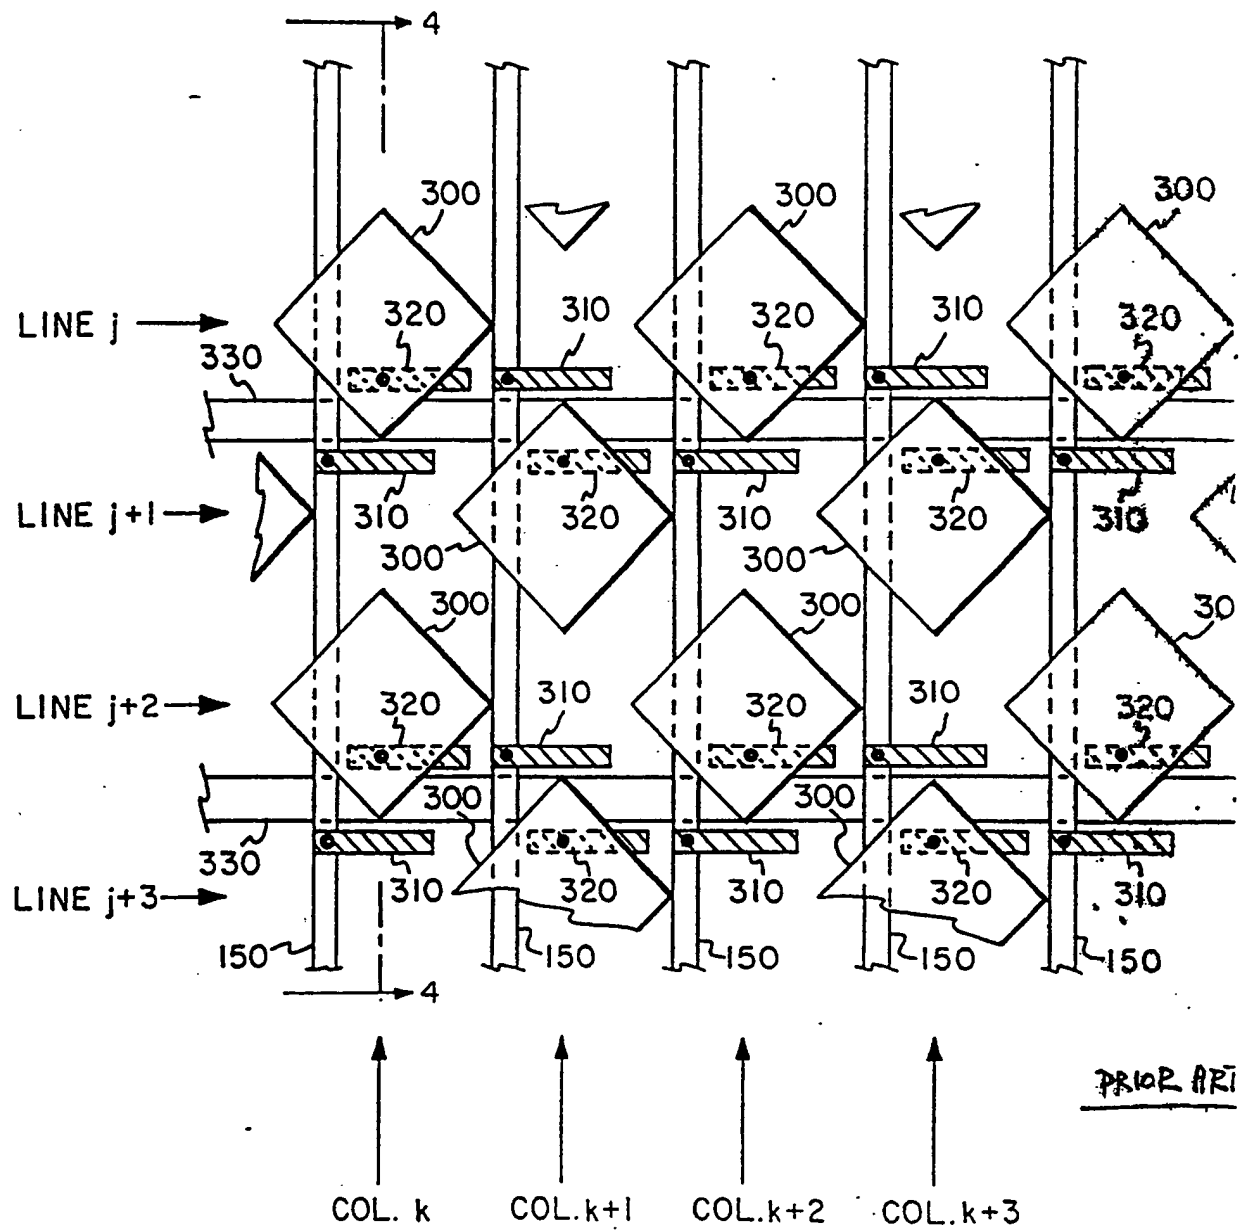 4
300 300 300
LINE j 320 310 320 310 320
330
LINE j+1 310 320 310 320 310
300 300
300 300 30
LINE j+2 320 310 320 310 320
300 300
330 310 320 310 320 310
LINE j+3
150 150 150 150 150
4
PRIOR ART
COL. k COL. k+1 COL. k+2 COL. k+3